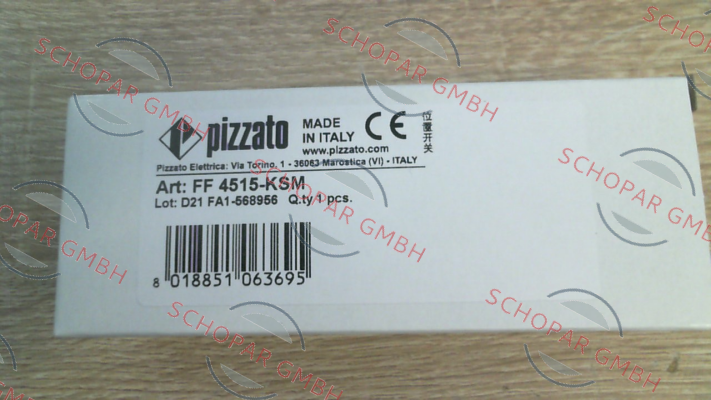 pizzato
MADE
IN ITALY
CE
www.pizzato.com
位置开关
Pizzato Elettrica: Via Torino, 1 - 36063 Marostica (VI) - ITALY
Art: FF 4515-KSM
Lot: D21 FA1-568956 Q.ty 1 pcs.
8 018851 063695
SCHOPAR GMBH
SCHOPAR GMBH
SCHOPAR GMBH
SCHOPAR GMBH
SCHOPAR GMBH
SCHOPAR GMBH
SCHOPAR GMBH
SCHOPAR GMBH